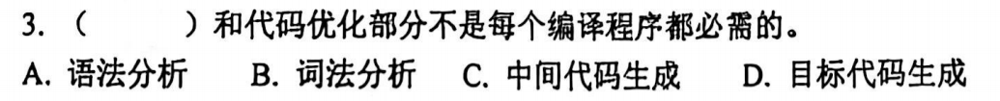 3. （　　　）和代码优化部分不是每个编译程序都必需的。
A. 语法分析　　B. 词法分析　　C. 中间代码生成　　D. 目标代码生成